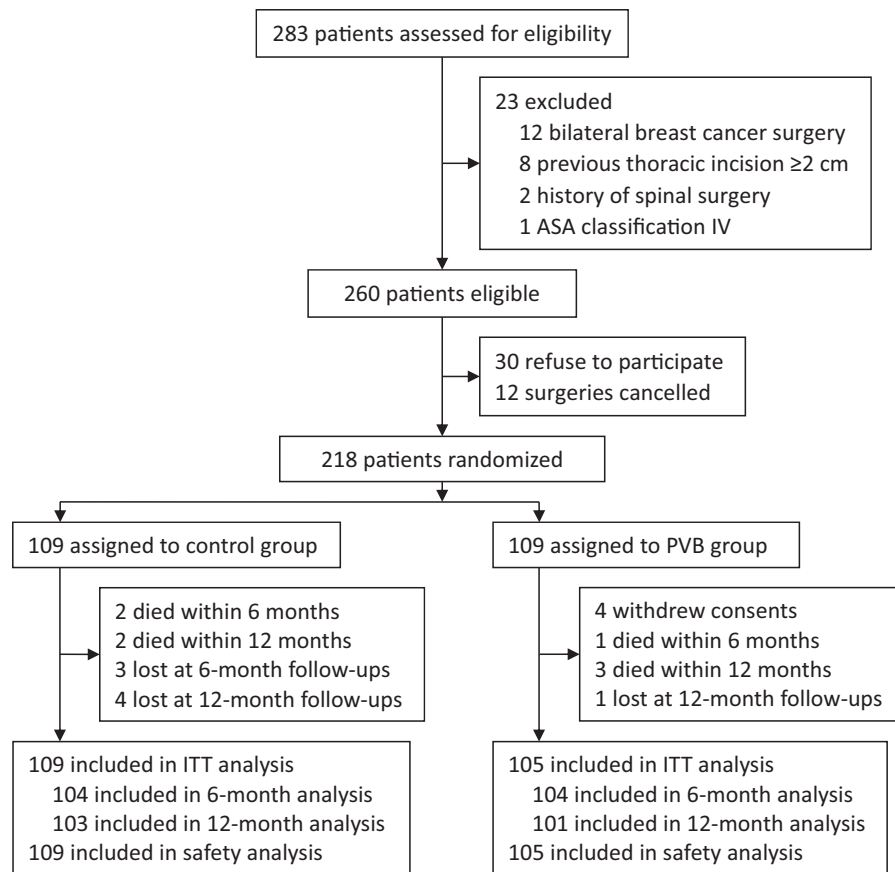 283 patients assessed for eligibility
23 excluded
12 bilateral breast cancer surgery
8 previous thoracic incision ≥2 cm
2 history of spinal surgery
1 ASA classification IV
260 patients eligible
30 refuse to participate
12 surgeries cancelled
218 patients randomized
109 assigned to control group
2 died within 6 months
2 died within 12 months
3 lost at 6-month follow-ups
4 lost at 12-month follow-ups
109 included in ITT analysis
104 included in 6-month analysis
103 included in 12-month analysis
109 included in safety analysis
109 assigned to PVB group
4 withdrew consents
1 died within 6 months
3 died within 12 months
1 lost at 12-month follow-ups
105 included in ITT analysis
104 included in 6-month analysis
101 included in 12-month analysis
105 included in safety analysis